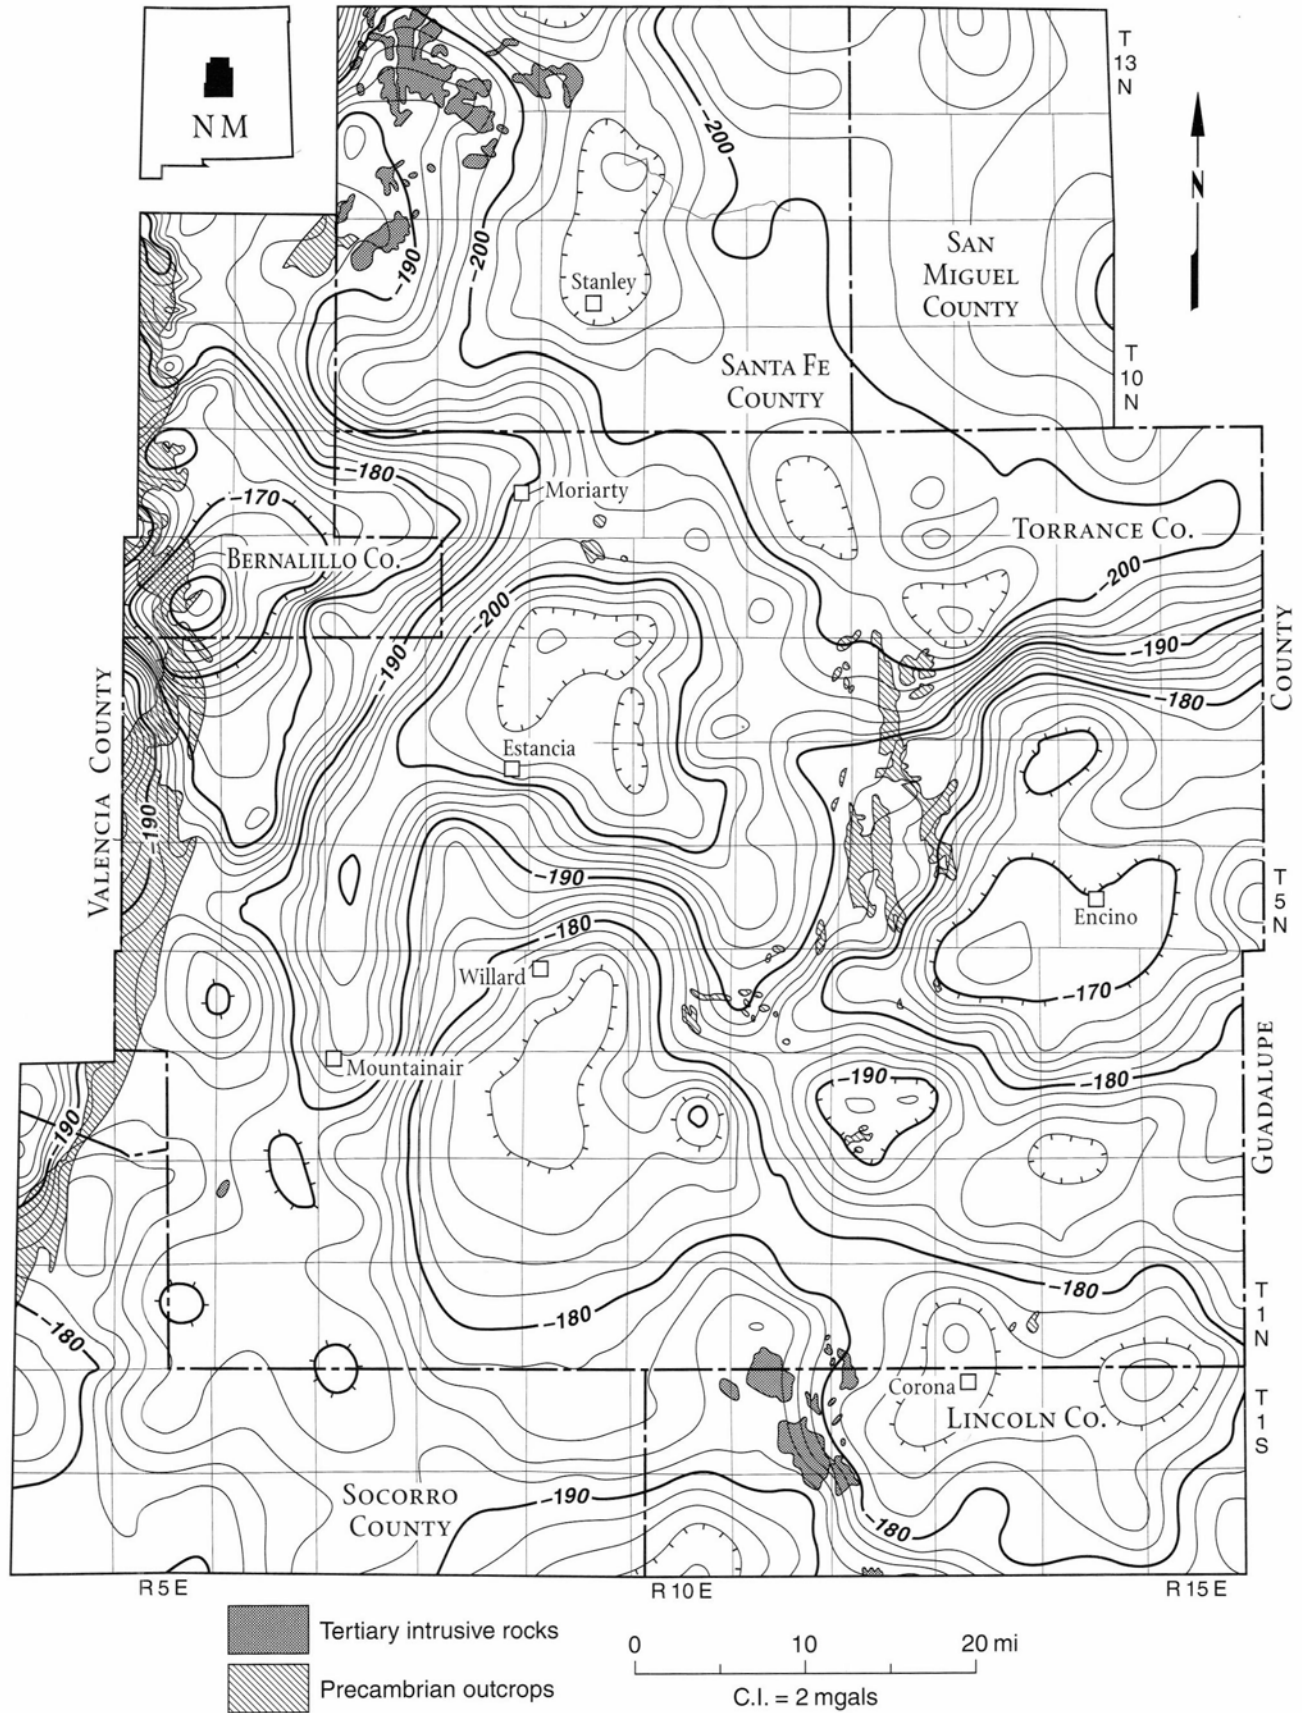 NM
T
13
N
N
-200
-190
-200
SAN
MIGUEL
COUNTY
Stanley
SANTA FE
COUNTY
T
10
N
-180
Moriarty
-170
BERNALILLO CO.
TORRANCE CO.
-200
-200
-190
-190
-180
COUNTY
VALENCIA COUNTY
Estancia
-190
-190
T
5
N
Encino
-180
Willard
-170
Mountainair
-190
-180
GUADALUPE
-190
-180
-180
-180
T
1
N
Corona
LINCOLN CO.
T
1
S
SOCORRO
COUNTY
-190
-180
R 5 E
R 10 E
R 15 E
Tertiary intrusive rocks
Precambrian outcrops
0 10 20 mi
C.I. = 2 mgals